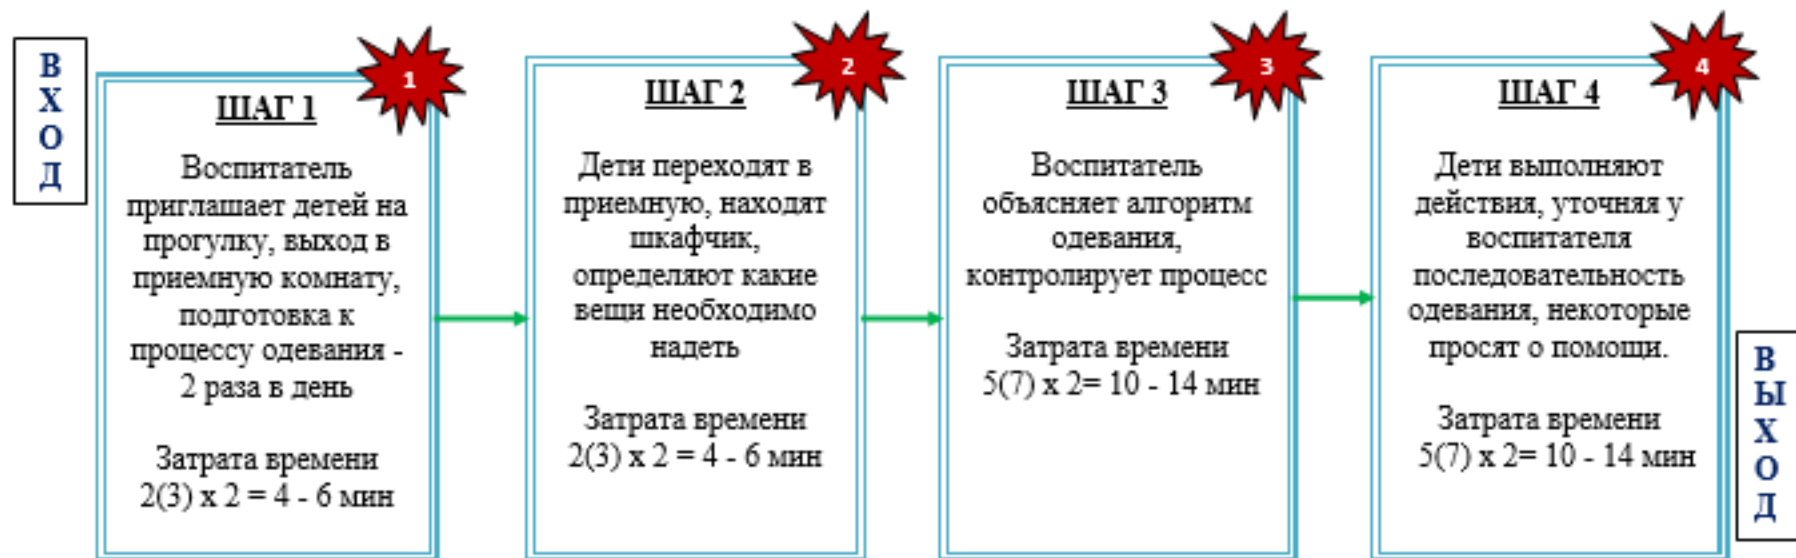 ВХОД
1
ШАГ 1
Воспитатель
приглашает детей на
прогулку, выход в
приемную комнату,
подготовка к
процессу одевания -
2 раза в день
Затрата времени
2(3) х 2 = 4 - 6 мин
2
ШАГ 2
Дети переходят в
приемную, находят
шкафчик,
определяют какие
вещи необходимо
надеть
Затрата времени
2(3) х 2 = 4 - 6 мин
3
ШАГ 3
Воспитатель
объясняет алгоритм
одевания,
контролирует процесс
Затрата времени
5(7) х 2= 10 - 14 мин
4
ШАГ 4
Дети выполняют
действия, уточняя у
воспитателя
последовательность
одевания, некоторые
просят о помощи.
Затрата времени
5(7) х 2= 10 - 14 мин
ВЫХОД